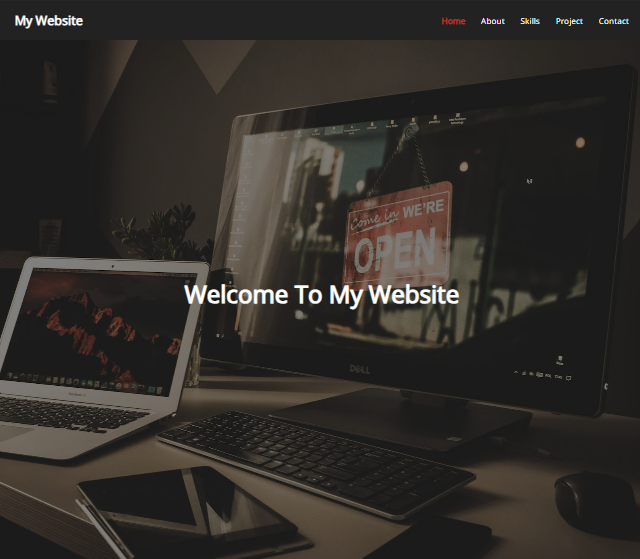 My Website
Home About Skills Project Contact
come in WE'RE
OPEN
Welcome To My Website
DELL